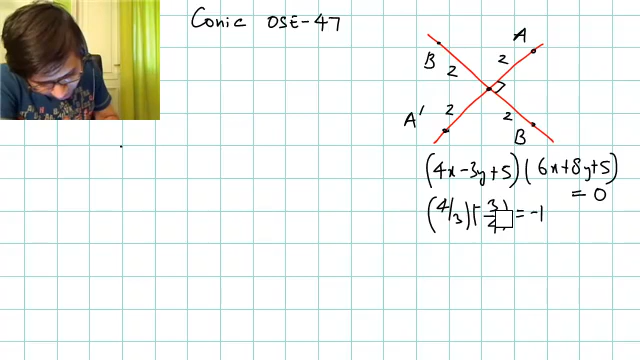 Conic OSE-47
A
B 2 2
A' 2 2
B
(4x-3y+5)(6x+8y+5)
= 0
(4/3)(-3/4) = -1